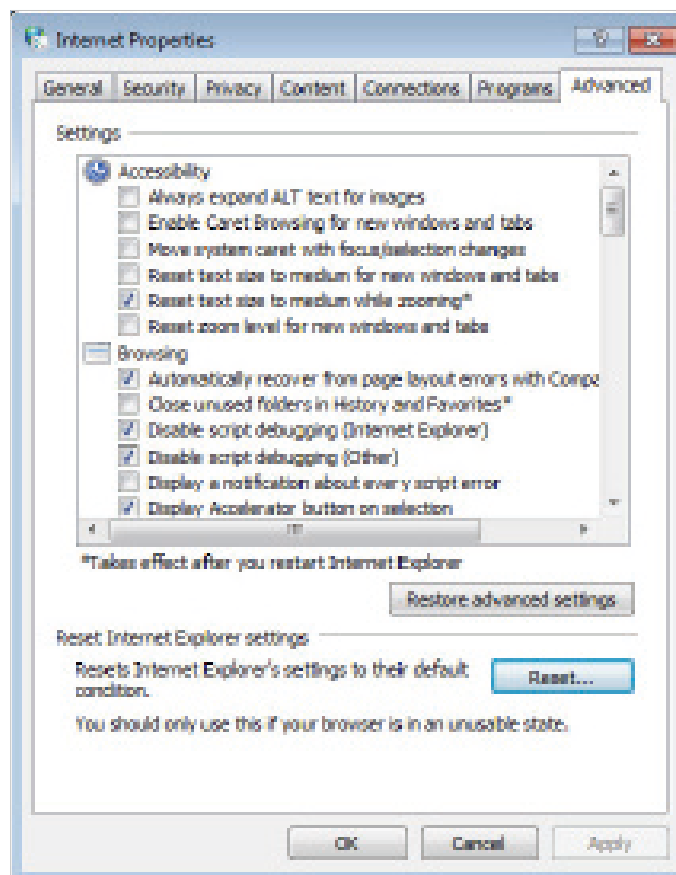 Internet Properties
General Security Privacy Content Connections Programs Advanced
Settings
Accessibility
Always expand ALT text for images
Enable Caret Browsing for new windows and tabs
Move system caret with focus/selection changes
Reset text size to medium for new windows and tabs
Reset text size to medium while zooming*
Reset zoom level for new windows and tabs
Browsing
Automatically recover from page layout errors with Compa
Close unused folders in History and Favorites*
Disable script debugging (Internet Explorer)
Disable script debugging (Other)
Display a notification about every script error
Display Accelerator button on selection
*Takes effect after you restart Internet Explorer
Restore advanced settings
Reset Internet Explorer settings
Resets Internet Explorer's settings to their default
condition.
Reset...
You should only use this if your browser is in an unusable state.
OK Cancel Apply